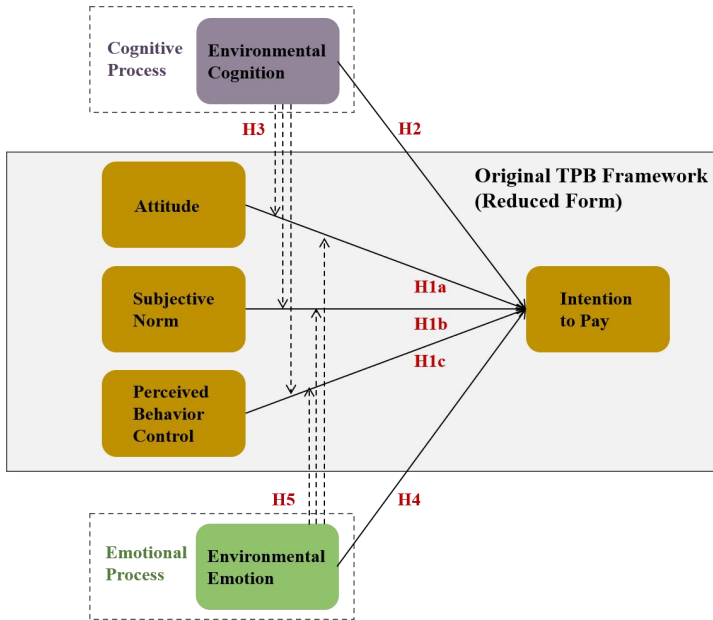 Cognitive
Process
Environmental
Cognition
H3
H2
Original TPB Framework
(Reduced Form)
Attitude
H1a
Subjective
Norm
Intention
to Pay
H1b
H1c
Perceived
Behavior
Control
H5
H4
Emotional
Process
Environmental
Emotion